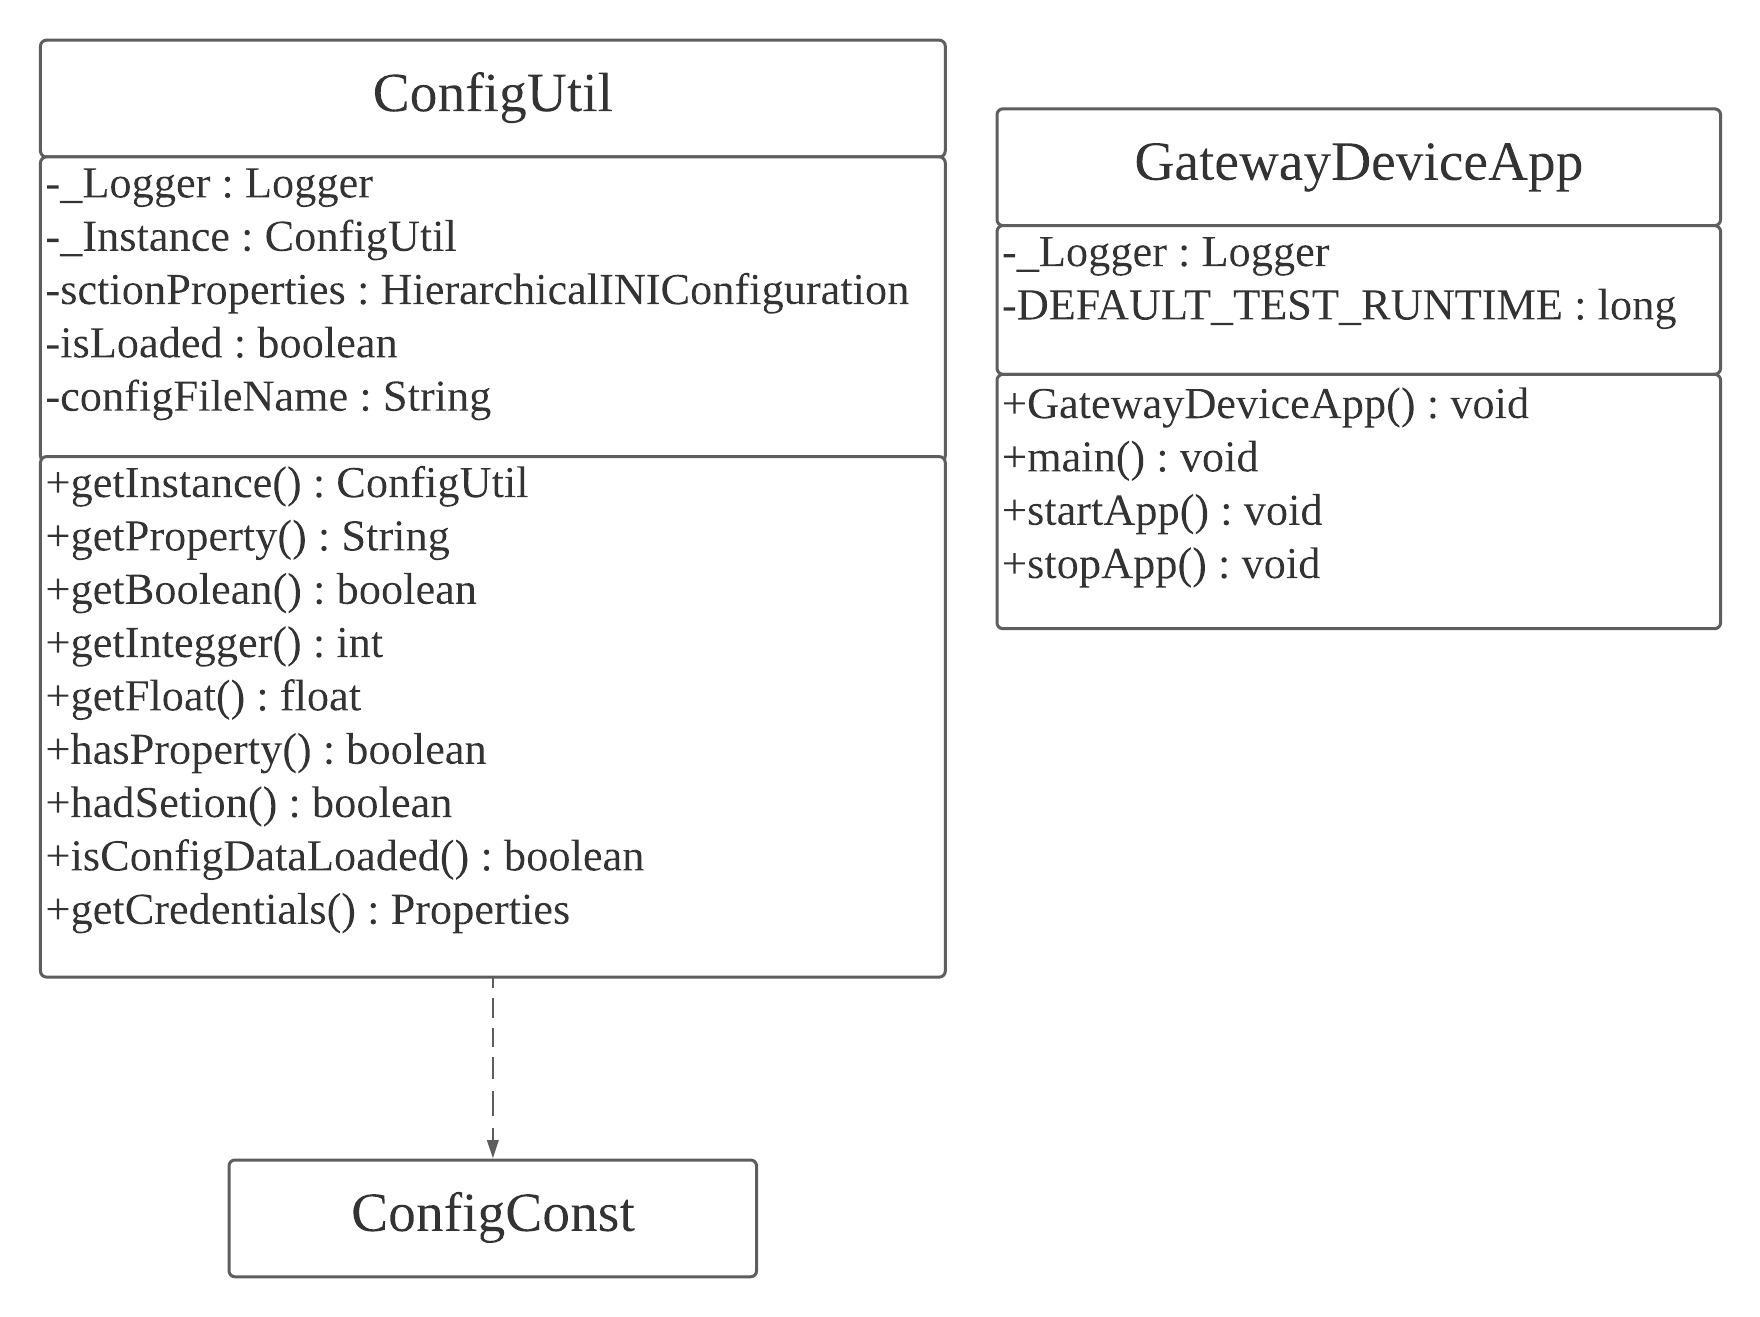 ConfigUtil
-_Logger : Logger
-_Instance : ConfigUtil
-sctionProperties : HierarchicalINIConfiguration
-isLoaded : boolean
-configFileName : String
+getInstance() : ConfigUtil
+getProperty() : String
+getBoolean() : boolean
+getIntegger() : int
+getFloat() : float
+hasProperty() : boolean
+hadSetion() : boolean
+isConfigDataLoaded() : boolean
+getCredentials() : Properties
GatewayDeviceApp
-_Logger : Logger
-DEFAULT_TEST_RUNTIME : long
+GatewayDeviceApp() : void
+main() : void
+startApp() : void
+stopApp() : void
ConfigConst